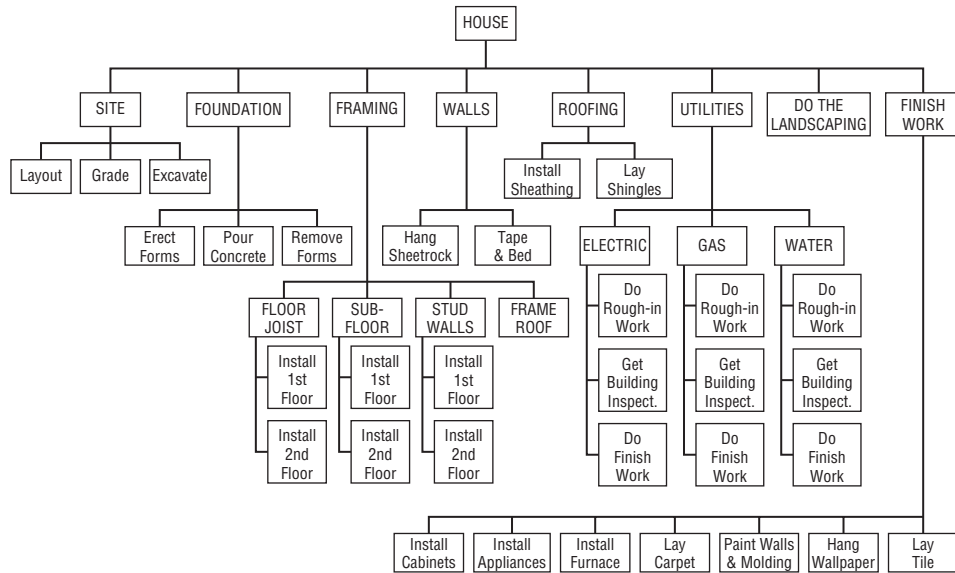 HOUSE
SITE
FOUNDATION
FRAMING
WALLS
ROOFING
UTILITIES
DO THE
LANDSCAPING
FINISH
WORK
Layout
Grade
Excavate
Install
Sheathing
Lay
Shingles
Erect
Forms
Pour
Concrete
Remove
Forms
Hang
Sheetrock
Tape
& Bed
ELECTRIC
GAS
WATER
FLOOR
JOIST
SUB-
FLOOR
STUD
WALLS
FRAME
ROOF
Do
Rough-in
Work
Do
Rough-in
Work
Do
Rough-in
Work
Install
1st
Floor
Install
1st
Floor
Install
1st
Floor
Get
Building
Inspect.
Get
Building
Inspect.
Get
Building
Inspect.
Install
2nd
Floor
Install
2nd
Floor
Install
2nd
Floor
Do
Finish
Work
Do
Finish
Work
Do
Finish
Work
Install
Cabinets
Install
Appliances
Install
Furnace
Lay
Carpet
Paint Walls
& Molding
Hang
Wallpaper
Lay
Tile